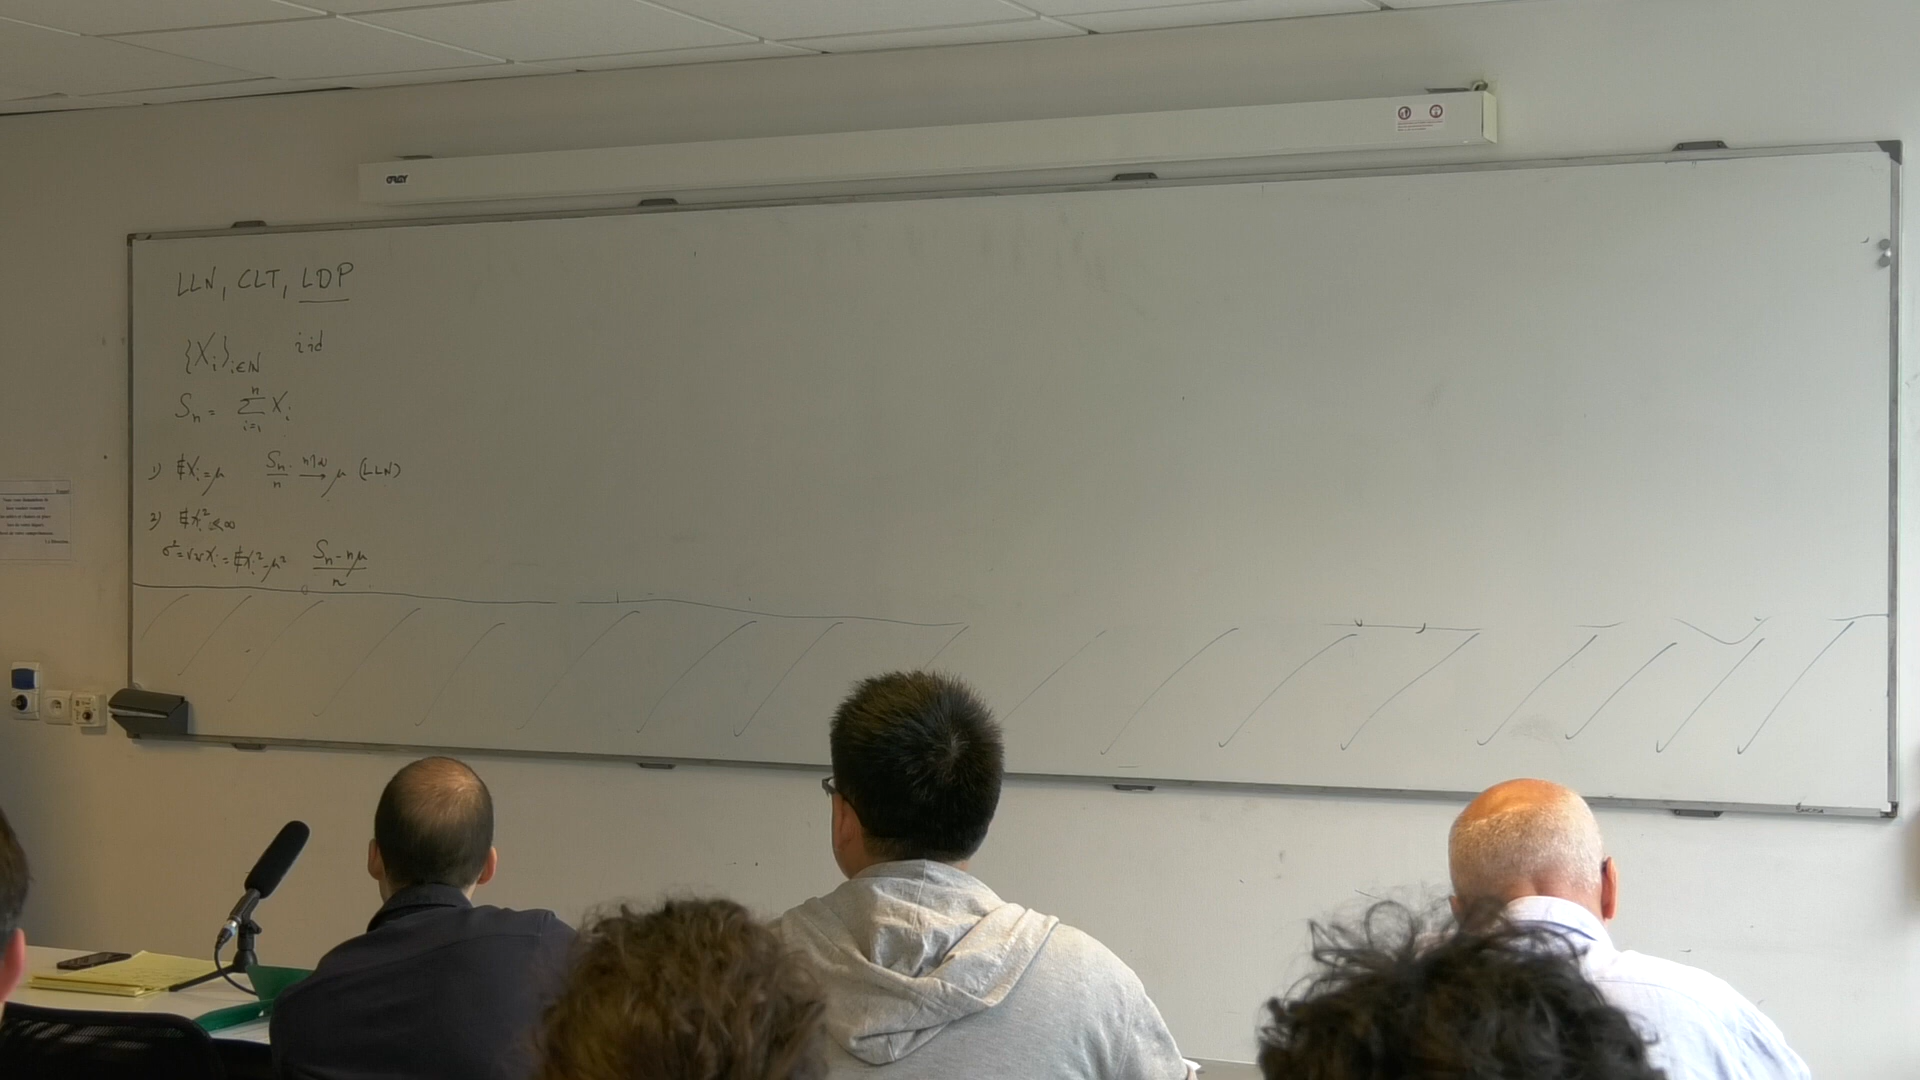 LLN, CLT, LDP
{X_i}_{i∈ℕ} iid
S_n = ∑_{i=1}^{n} X_i
1) 𝔼X_i = μ S_n/n →^{n↑∞} μ (LLN)
2) 𝔼X_i^2 < ∞
σ^2 = var X_i = 𝔼X_i^2 - μ^2 (S_n - nμ)/n
ORAY